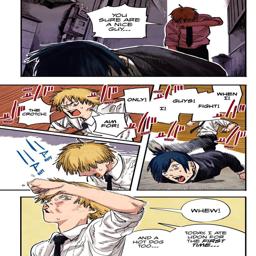 YOU
SURE ARE
A NICE
GUY...
WHEN
I
FIGHT!
GUYS!
I
ONLY!
AIM
FOR!
THE
CROTCH!
WHEW!
TODAY I ATE
UDON FOR THE
FIRST
TIME...
AND A
HOT DOG
TOO...